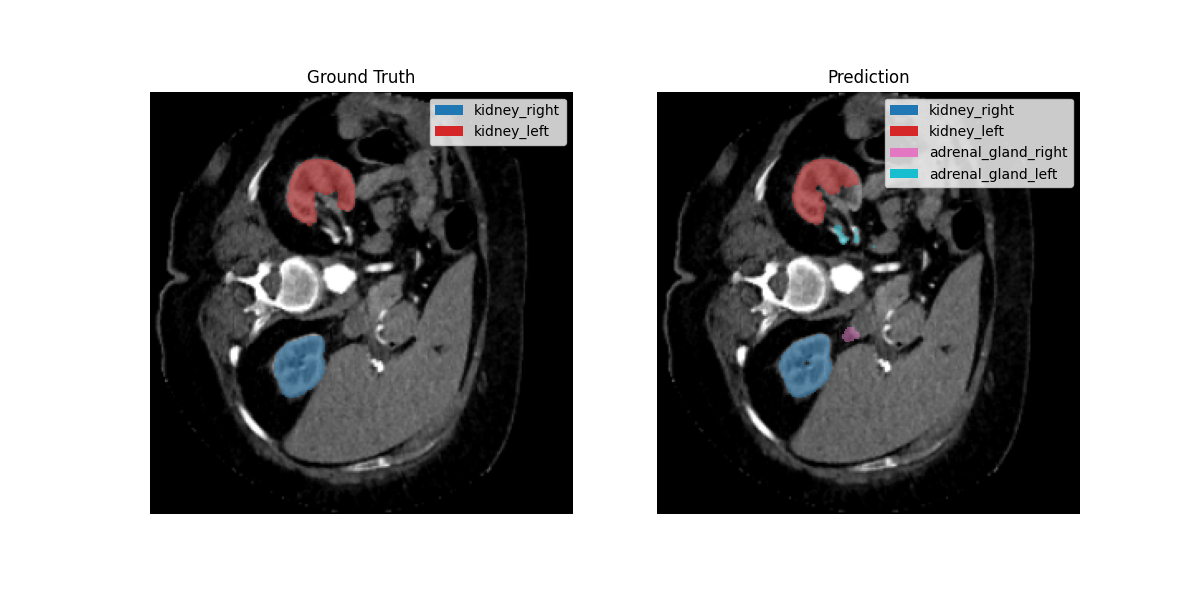 Ground Truth
kidney_right
kidney_left
Prediction
kidney_right
kidney_left
adrenal_gland_right
adrenal_gland_left